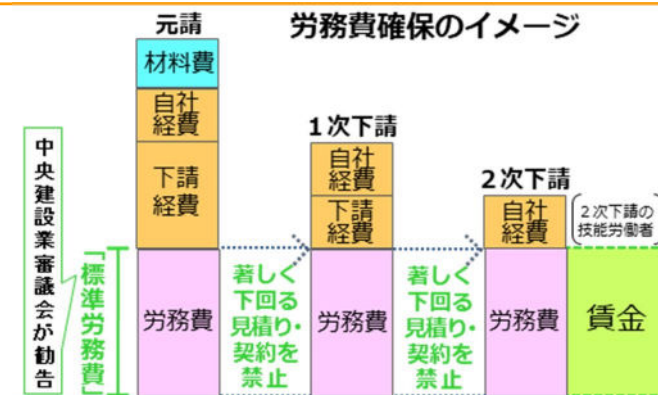 労務費確保のイメージ
元請
材料費
自社
経費
下請
経費
労務費
1次下請
自社
経費
下請
経費
労務費
2次下請
自社
経費
労務費
2次下請の
技能労働者
賃金
中央建設業審議会が勧告
「標準労務費」
著しく
下回る
見積り・
契約を
禁止
著しく
下回る
見積り・
契約を
禁止